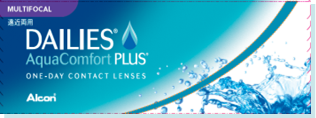 MULTIFOCAL
遠近両用
DAILIES®
AquaComfort PLUS®
ONE-DAY CONTACT LENSES
Alcon